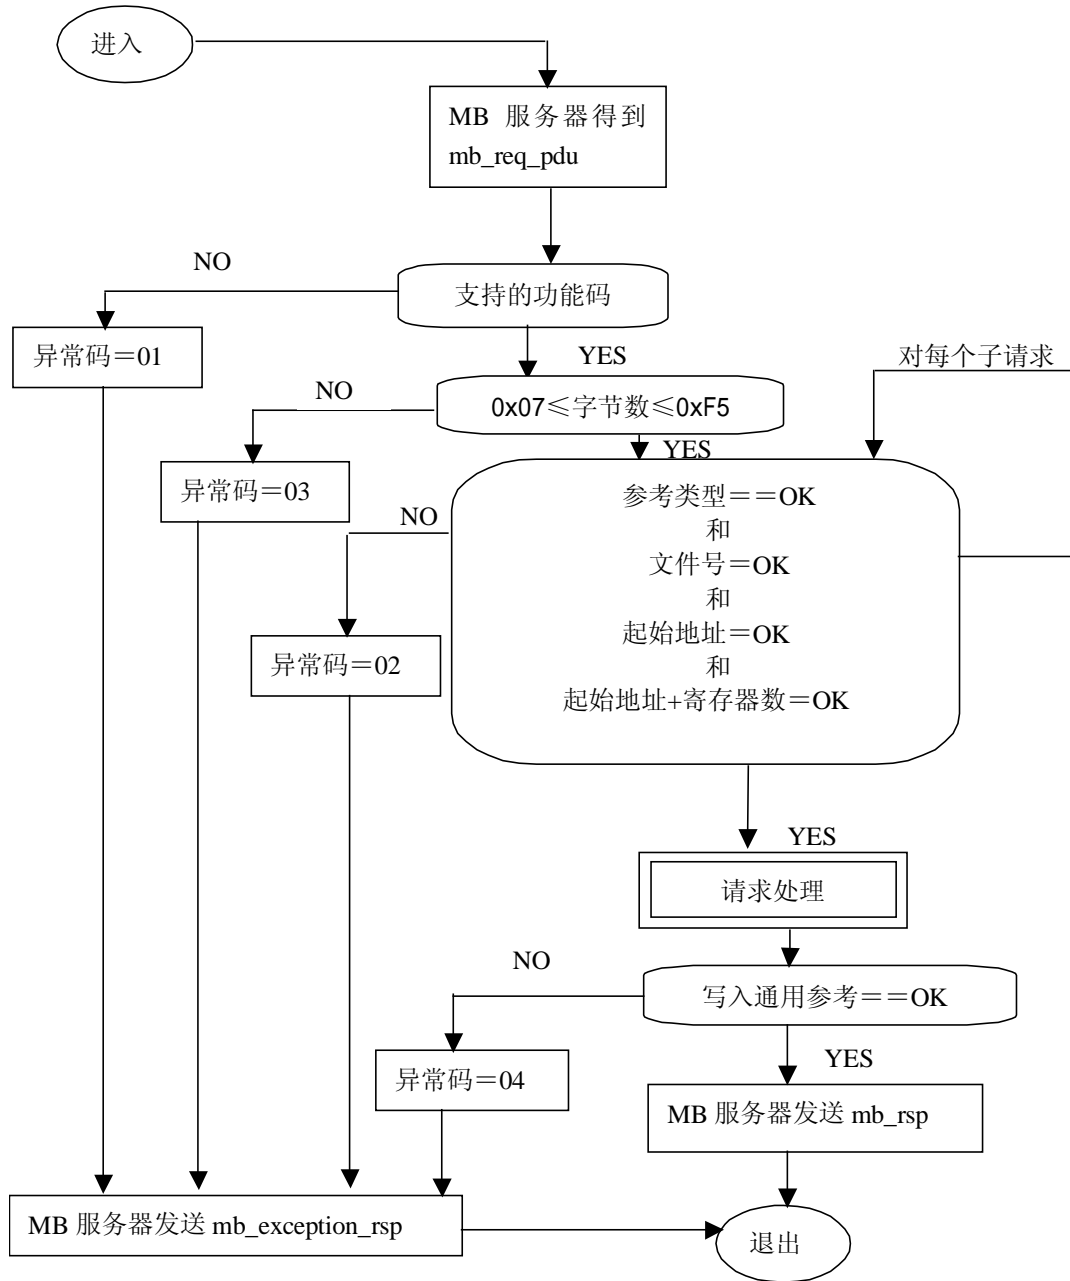 进入
MB 服务器得到
mb_req_pdu
NO
支持的功能码
异常码＝01
YES
对每个子请求
NO
0x07≤字节数≤0xF5
YES
异常码＝03
参考类型＝＝OK
NO
和
文件号＝OK
和
起始地址＝OK
异常码＝02
和
起始地址+寄存器数＝OK
YES
请求处理
NO
写入通用参考＝＝OK
YES
异常码＝04
MB 服务器发送 mb_rsp
MB 服务器发送 mb_exception_rsp
退出